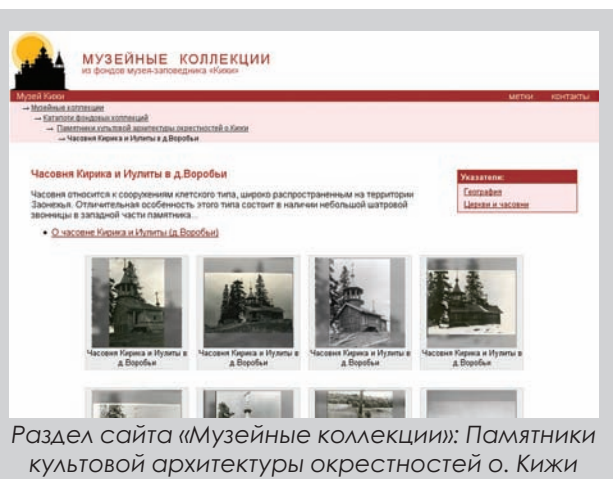 МУЗЕЙНЫЕ КОЛЛЕКЦИИ
из фондов музея-заповедника «Кижи»
Музей Кижи
метки контакты
→ Музейные коллекции
→ Каталоги фондовых коллекций
→ Памятники культовой архитектуры окрестностей о.Кижи
→ Часовня Кирика и Иулиты в д.Воробьи
Часовня Кирика и Иулиты в д.Воробьи
Часовня относится к сооружениям клетского типа, широко распространенным на территории
Заонежья. Отличительная особенность этого типа состоит в наличии небольшой шатровой
звонницы в западной части памятника...
• О часовне Кирика и Иулиты (д.Воробьи)
Указатели:
География
Церкви и часовни
Часовня Кирика и Иулиты в
д.Воробьи
Часовня Кирика и Иулиты в
д.Воробьи
Часовня Кирика и Иулиты в
д.Воробьи
Часовня Кирика и Иулиты в
д.Воробьи
Раздел сайта «Музейные коллекции»: Памятники
культовой архитектуры окрестностей о. Кижи